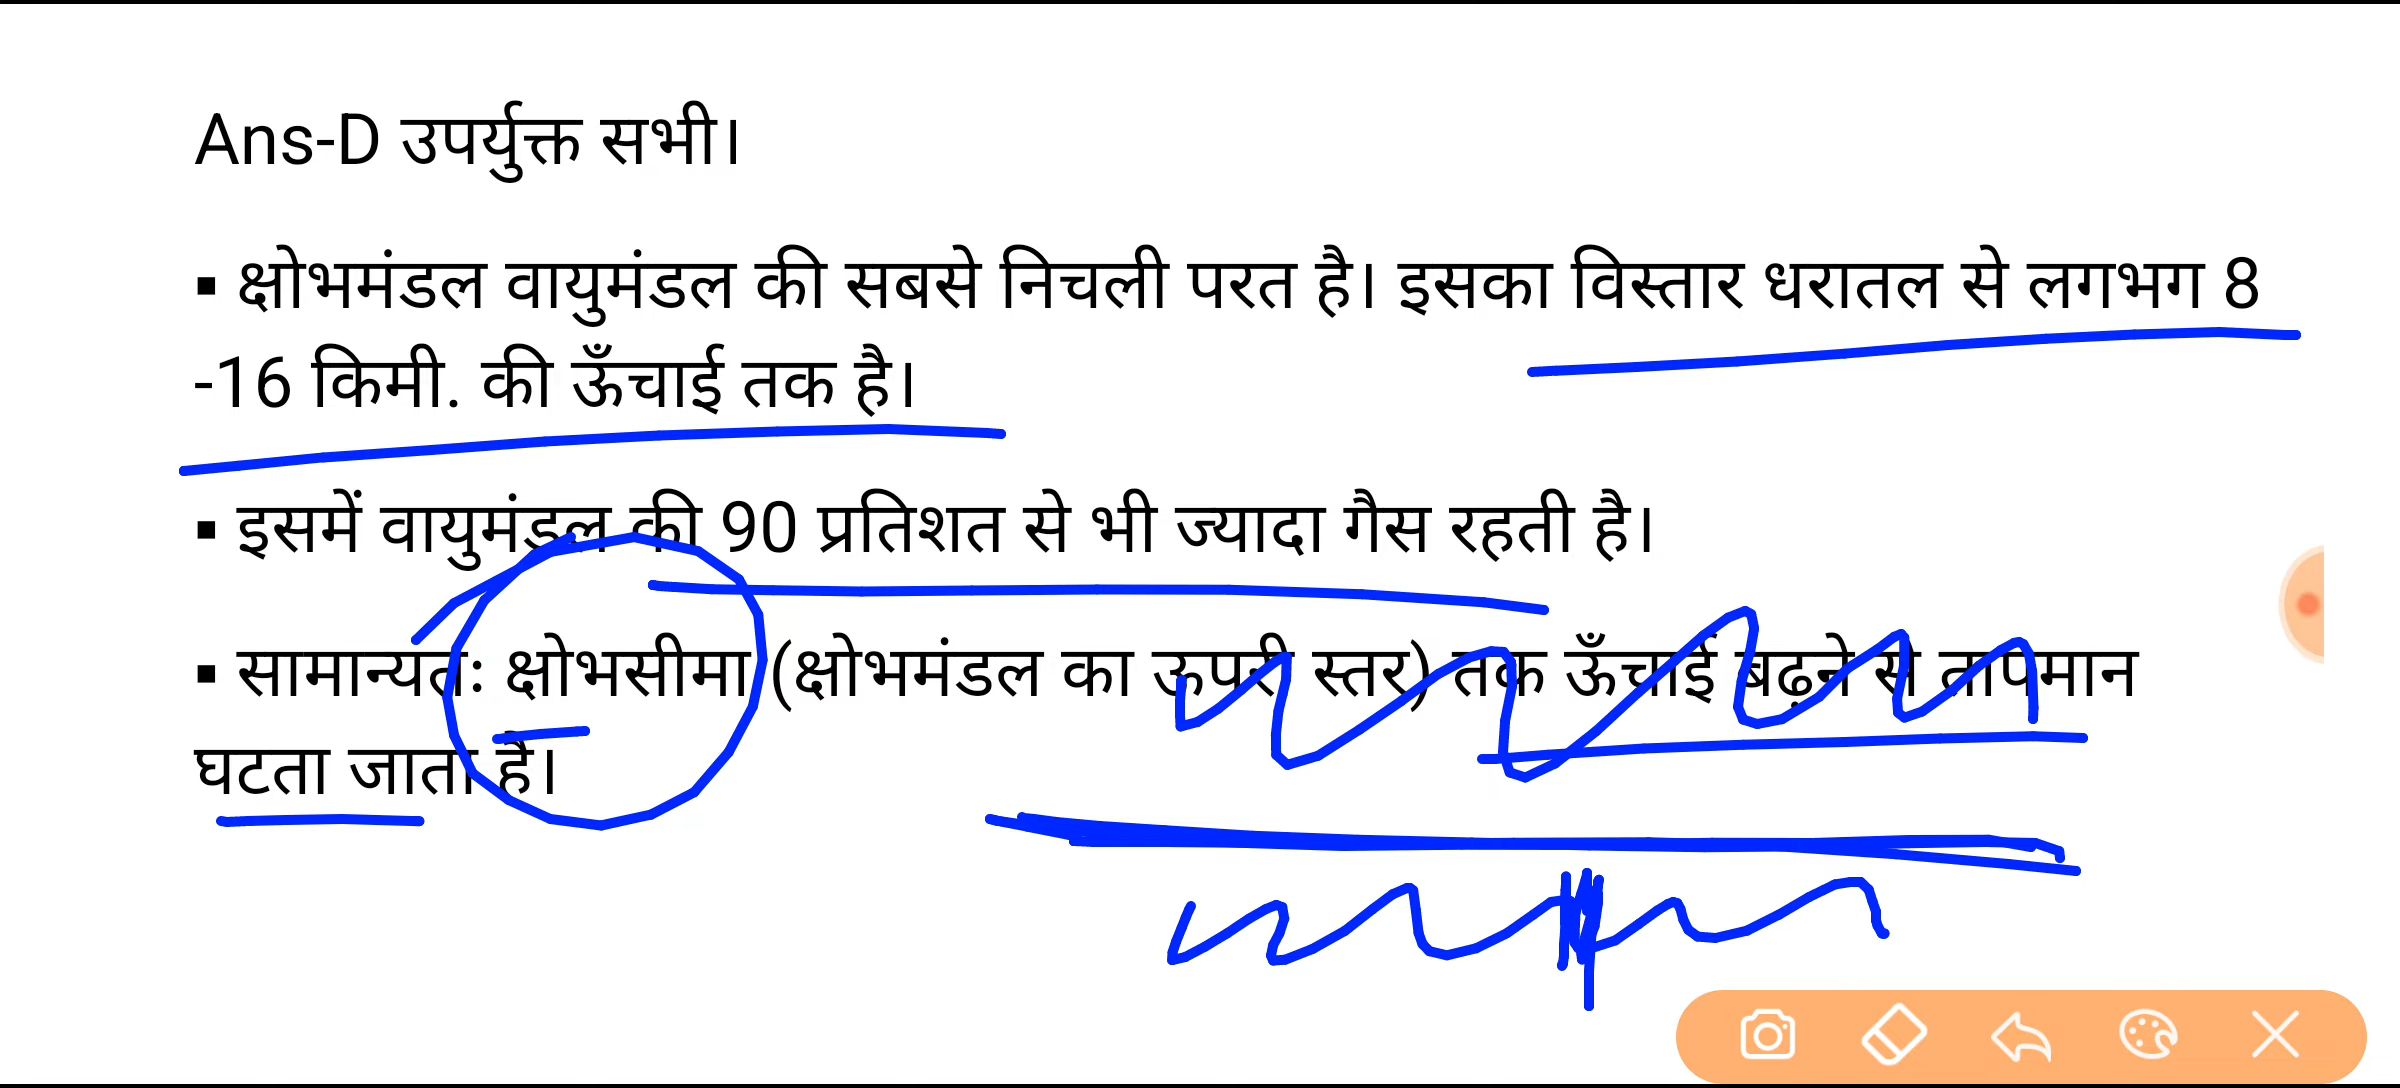 Ans-D उपर्युक्त सभी।
▪ क्षोभमंडल वायुमंडल की सबसे निचली परत है। इसका विस्तार धरातल से लगभग 8
-16 किमी. की ऊँचाई तक है।
▪ इसमें वायुमंडल की 90 प्रतिशत से भी ज्यादा गैस रहती है।
▪ सामान्यतः क्षोभसीमा (क्षोभमंडल का ऊपरी स्तर) तक ऊँचाई बढ़ने से तापमान
घटता जाता है।